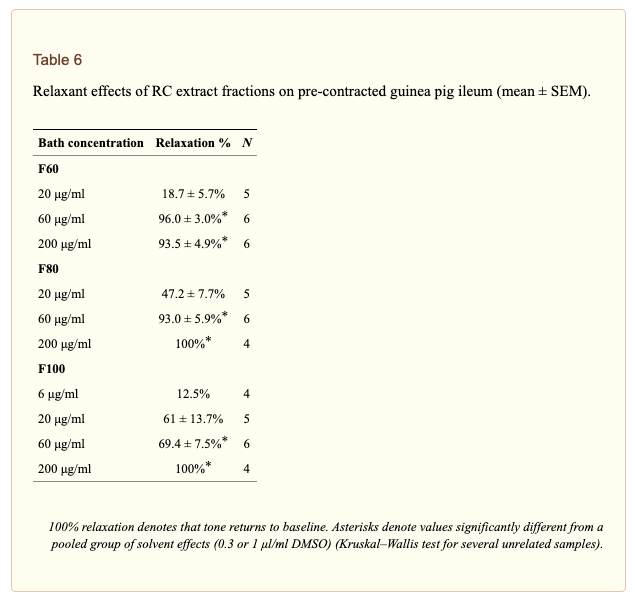 Table 6
Relaxant effects of RC extract fractions on pre-contracted guinea pig ileum (mean ± SEM).
Bath concentration Relaxation % N
F60
20 μg/ml 18.7 ± 5.7% 5
60 μg/ml 96.0 ± 3.0%* 6
200 μg/ml 93.5 ± 4.9%* 6
F80
20 μg/ml 47.2 ± 7.7% 5
60 μg/ml 93.0 ± 5.9%* 6
200 μg/ml 100%* 4
F100
6 μg/ml 12.5% 4
20 μg/ml 61 ± 13.7% 5
60 μg/ml 69.4 ± 7.5%* 6
200 μg/ml 100%* 4
100% relaxation denotes that tone returns to baseline. Asterisks denote values significantly different from a
pooled group of solvent effects (0.3 or 1 μl/ml DMSO) (Kruskal–Wallis test for several unrelated samples).